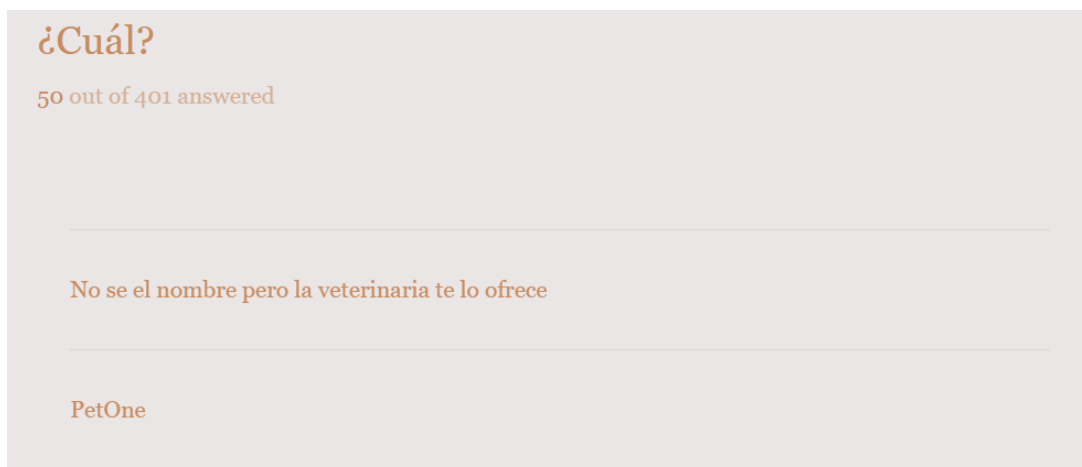 ¿Cuál?
50 out of 401 answered
No se el nombre pero la veterinaria te lo ofrece
PetOne